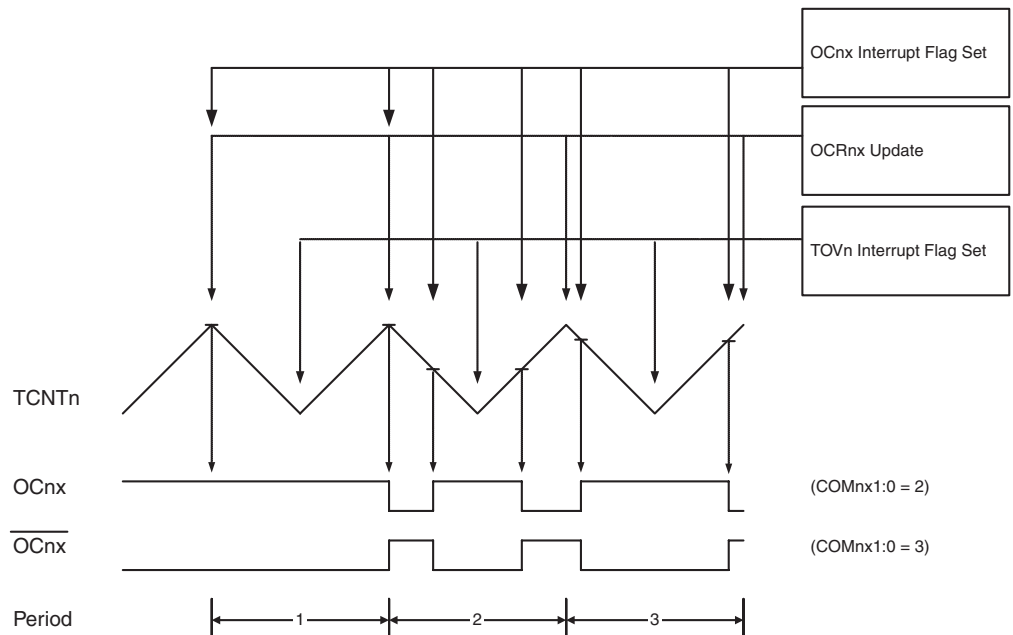 OCnx Interrupt Flag Set
OCRnx Update
TOVn Interrupt Flag Set
TCNTn
OCnx
(COMnx1:0 = 2)
OCnx
(COMnx1:0 = 3)
Period
1
2
3